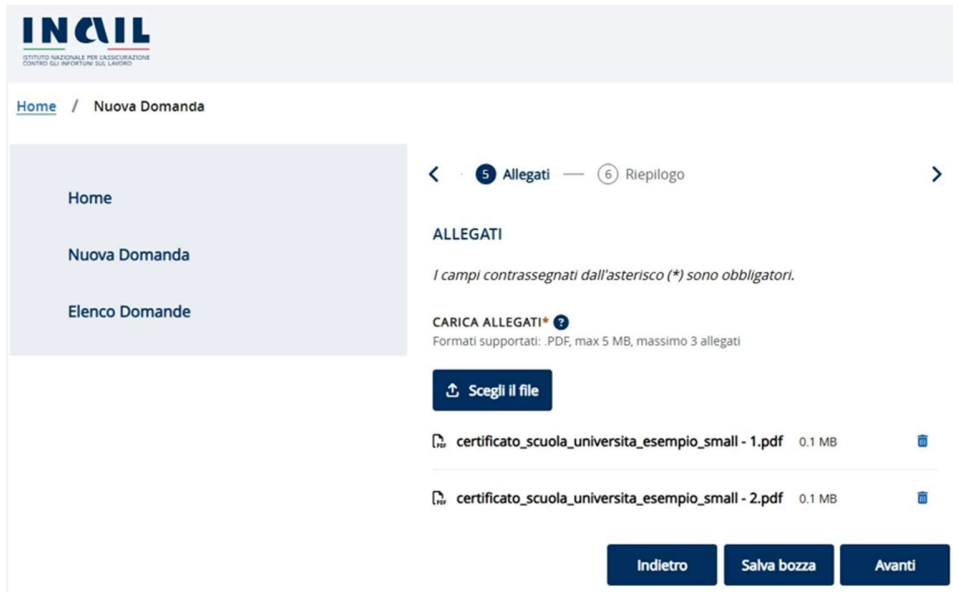 INAIL
ISTITUTO NAZIONALE PER L'ASSICURAZIONE
CONTRO GLI INFORTUNI SUL LAVORO
Home / Nuova Domanda
Home
Nuova Domanda
Elenco Domande
5 Allegati — 6 Riepilogo
ALLEGATI
I campi contrassegnati dall'asterisco (*) sono obbligatori.
CARICA ALLEGATI* ?
Formati supportati: .PDF, max 5 MB, massimo 3 allegati
Scegli il file
PDF certificato_scuola_universita_esempio_small - 1.pdf 0.1 MB
PDF certificato_scuola_universita_esempio_small - 2.pdf 0.1 MB
Indietro Salva bozza Avanti